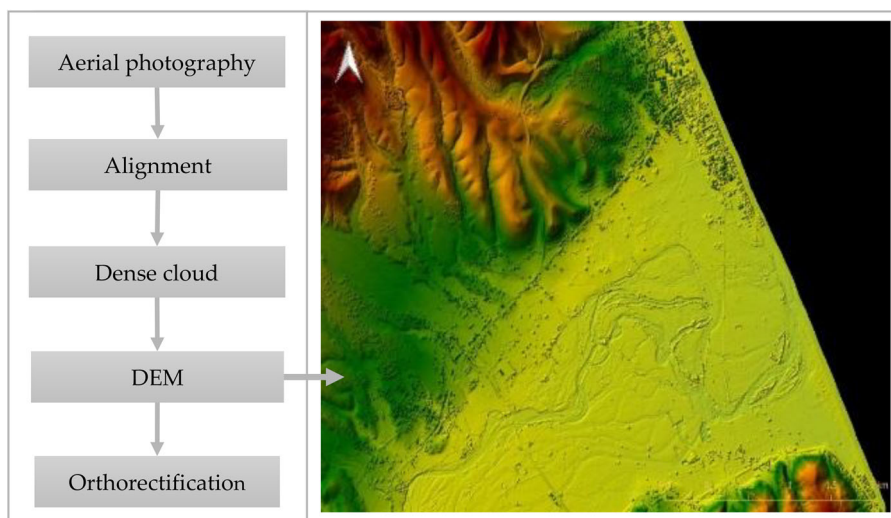 Aerial photography
Alignment
Dense cloud
DEM
Orthorectification